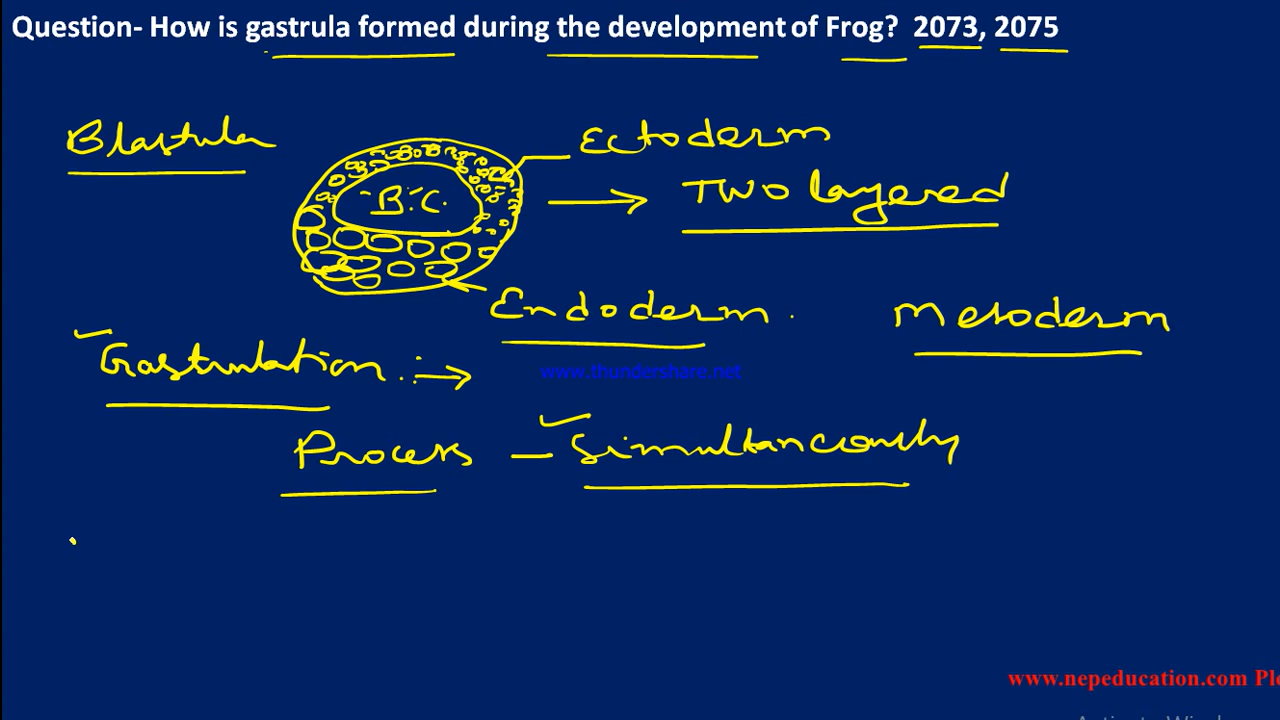 Question- How is gastrula formed during the development of Frog? 2073, 2075
Blastula
Ectoderm
B.C.
Two layered
Endoderm.
Mesoderm
Gastrulation :→
www.thundershare.net
Process - Simultaneously
www.nepeducation.com Ple